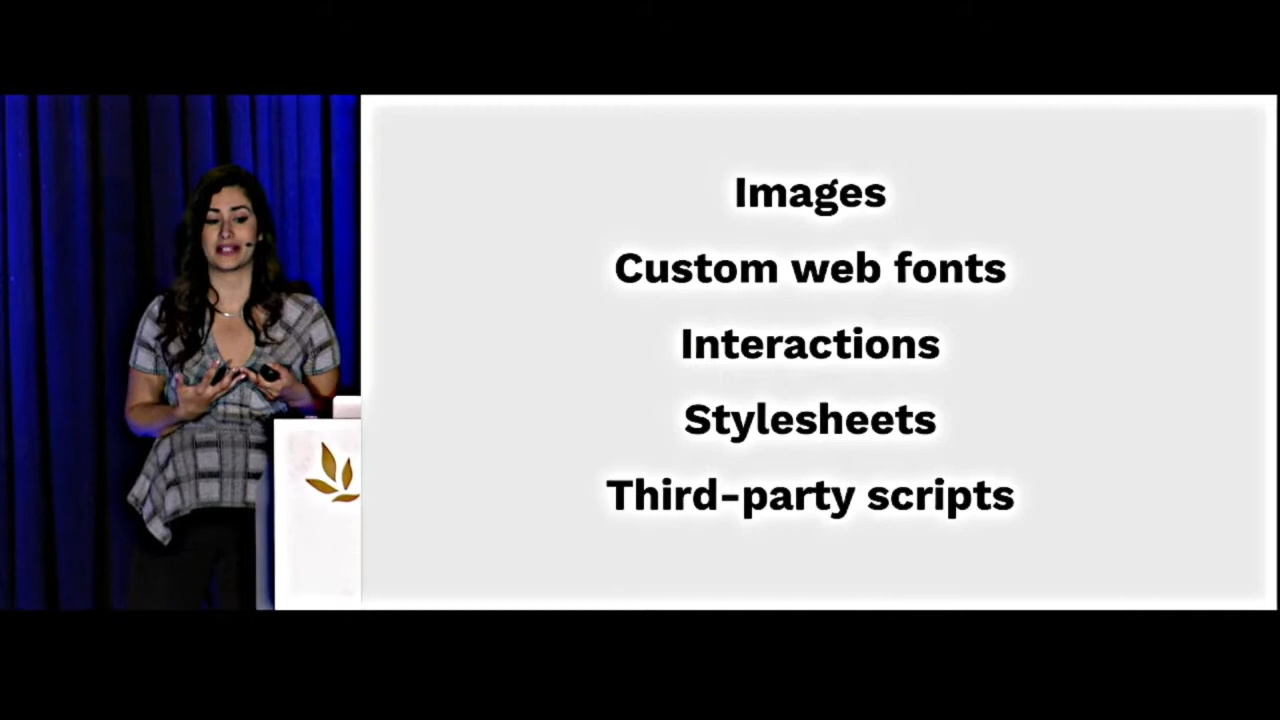 Images
Custom web fonts
Interactions
Stylesheets
Third-party scripts